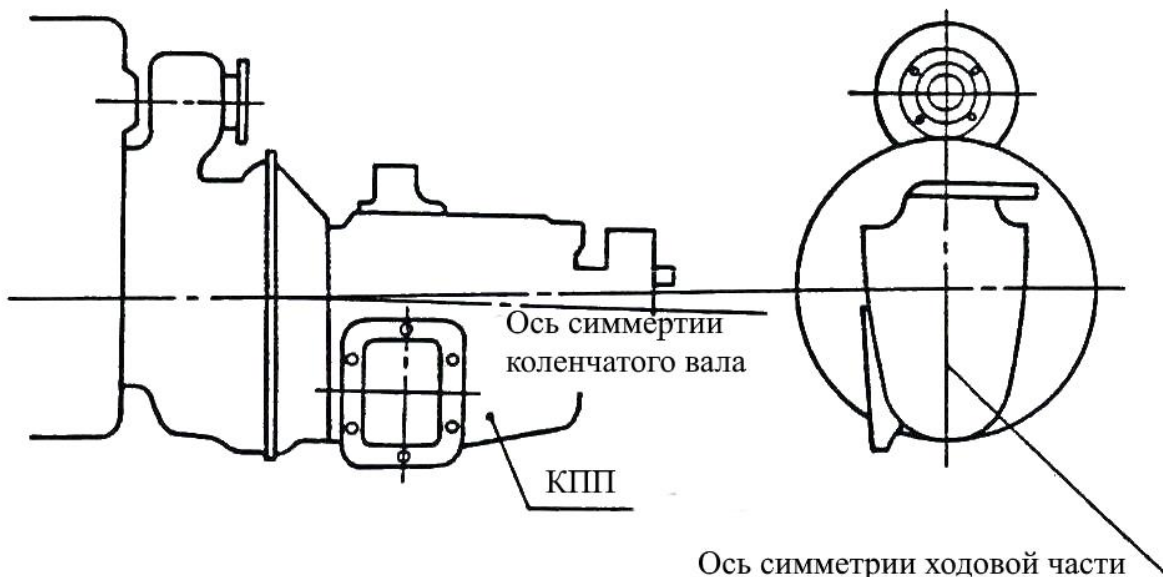 Ось симмертии
коленчатого вала
КПП
Ось симметрии ходовой части